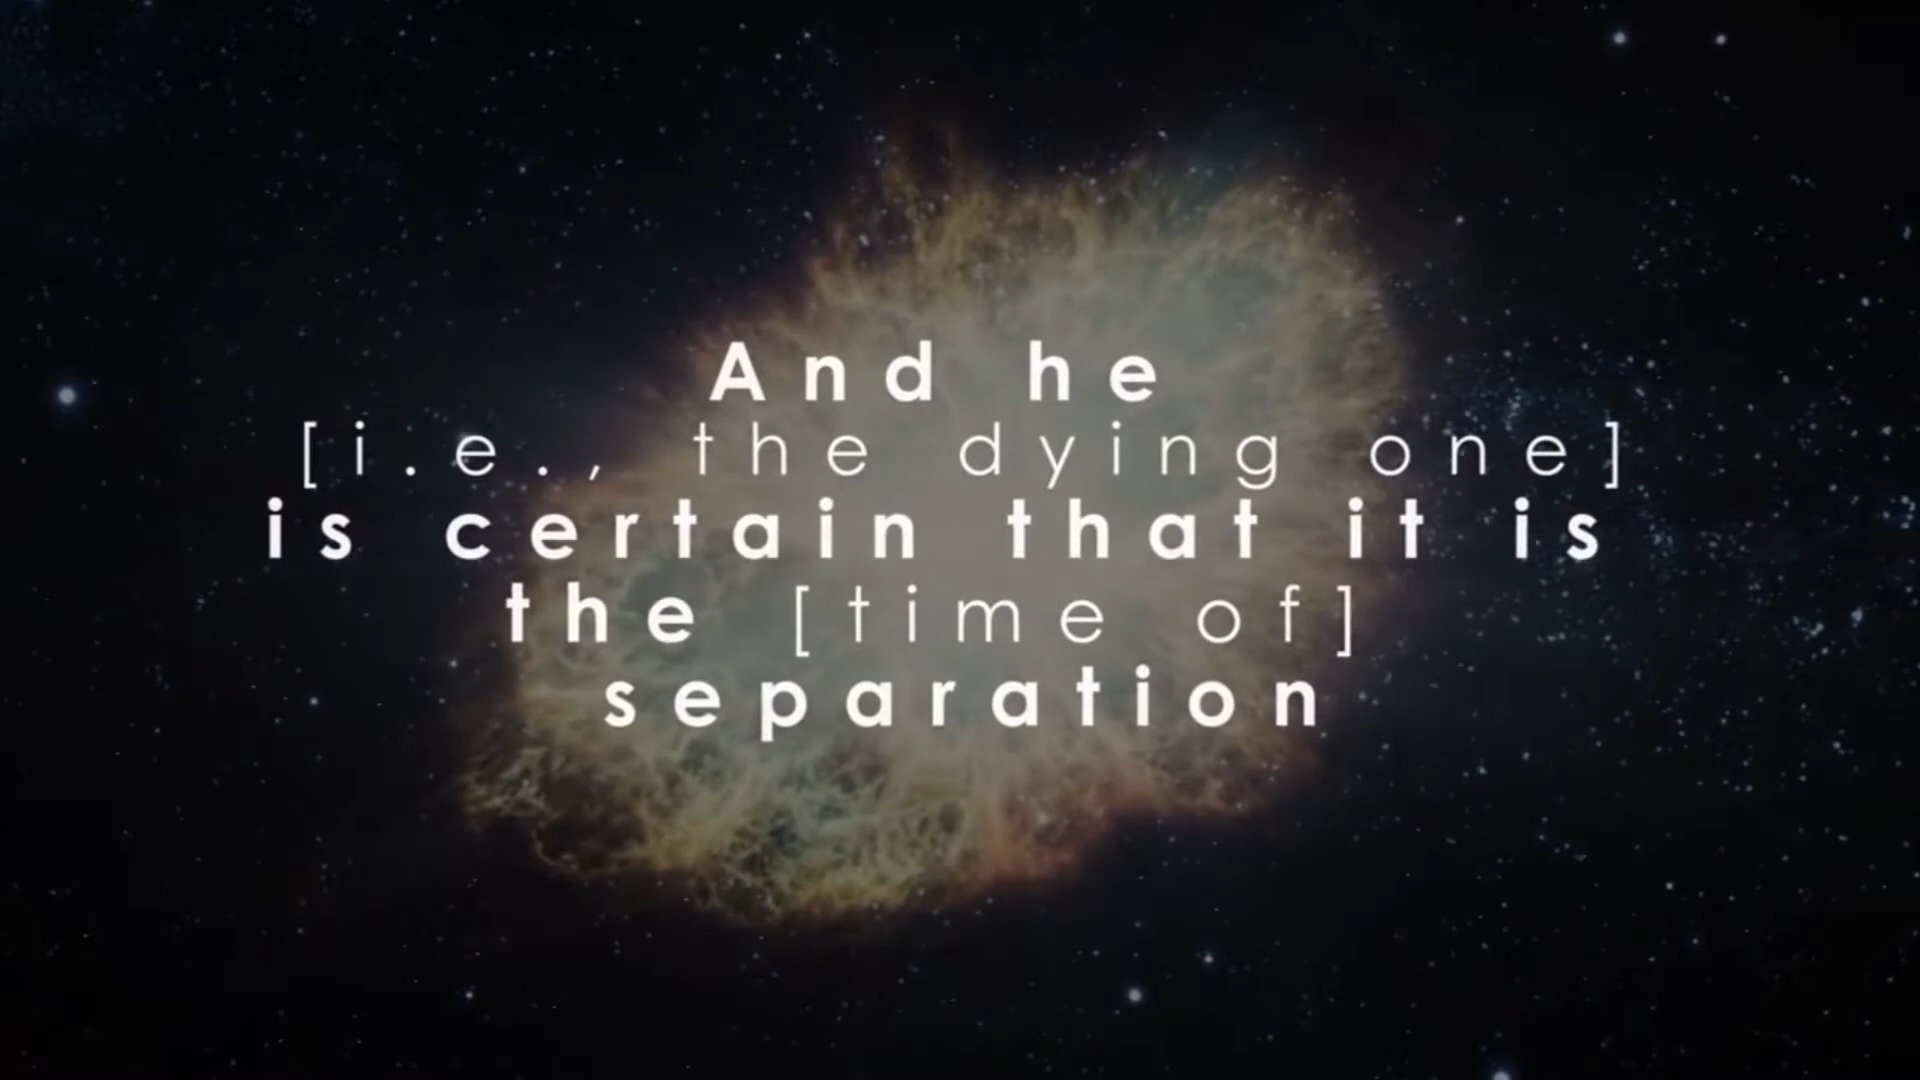 And he
[i.e., the dying one]
is certain that it is
the [time of]
separation